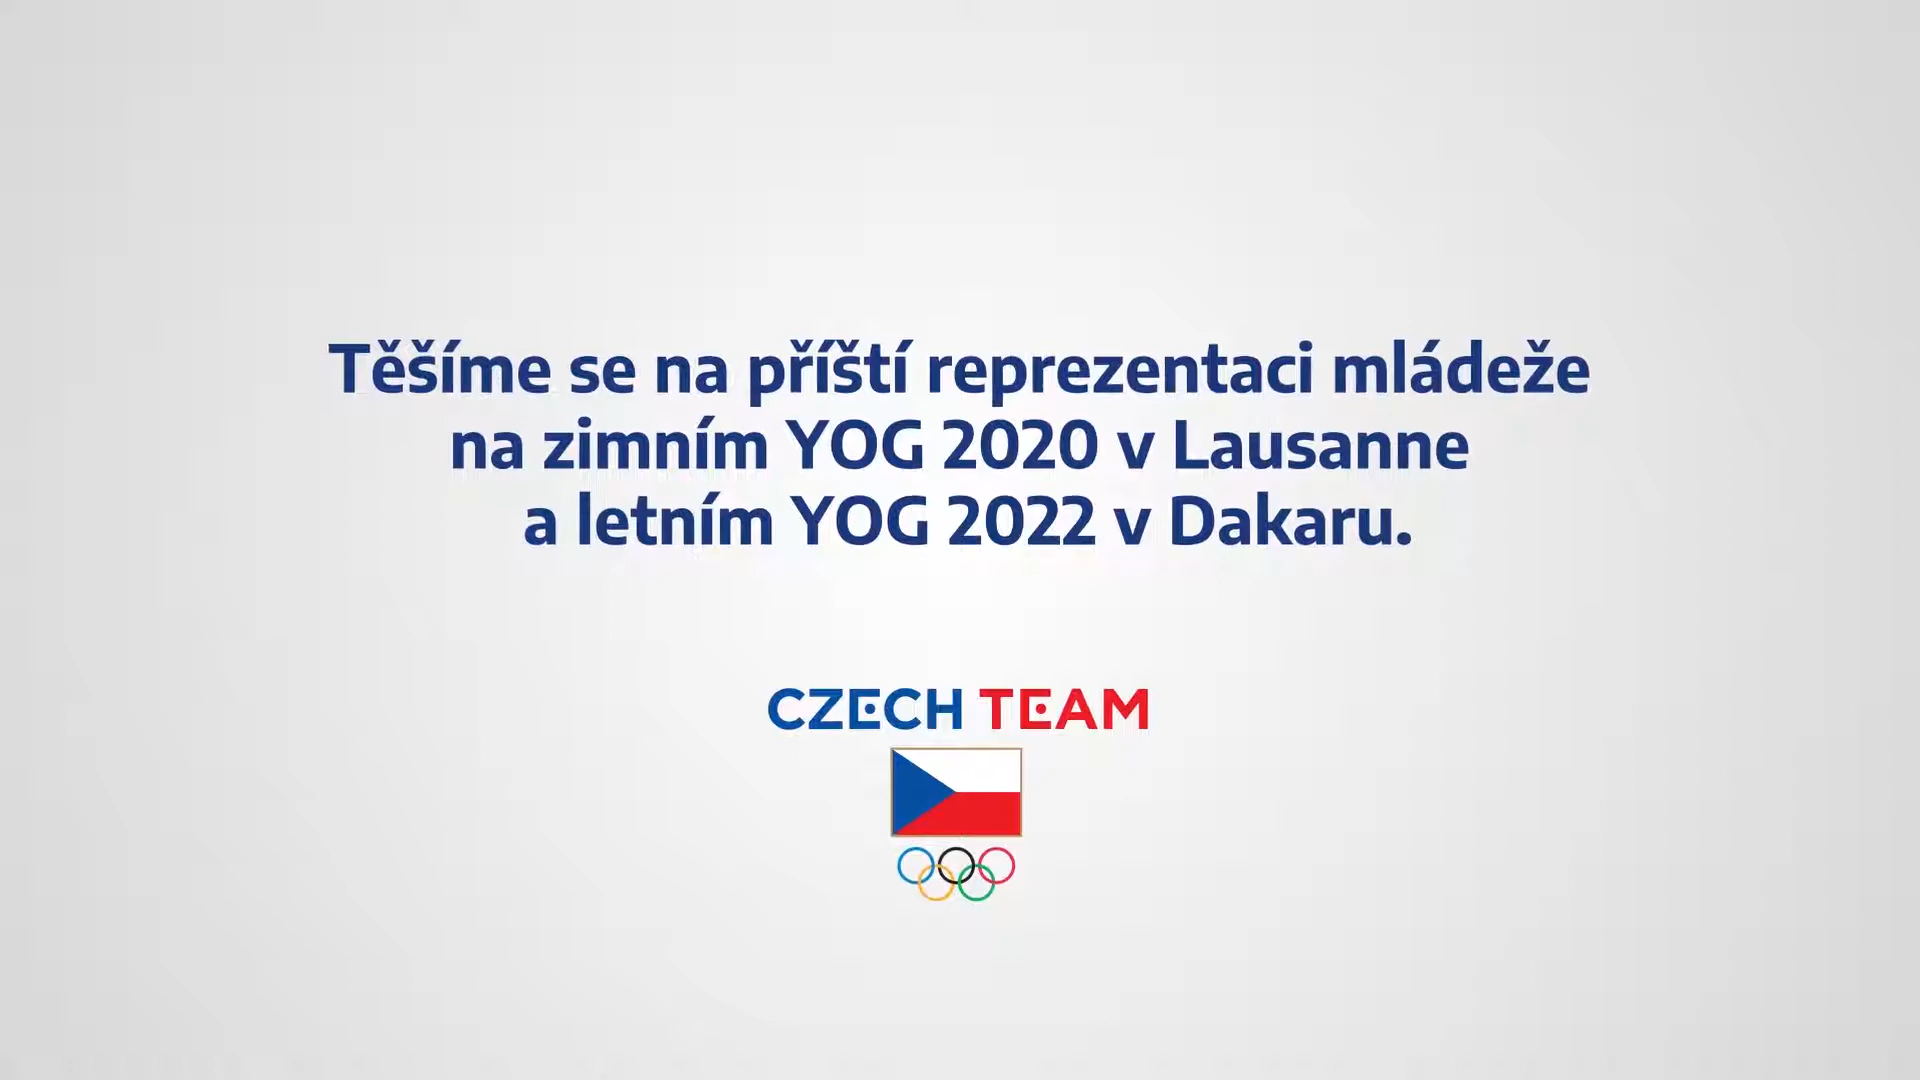 Těšíme se na příští reprezentaci mládeže
na zimním YOG 2020 v Lausanne
a letním YOG 2022 v Dakaru.
CZECH TEAM